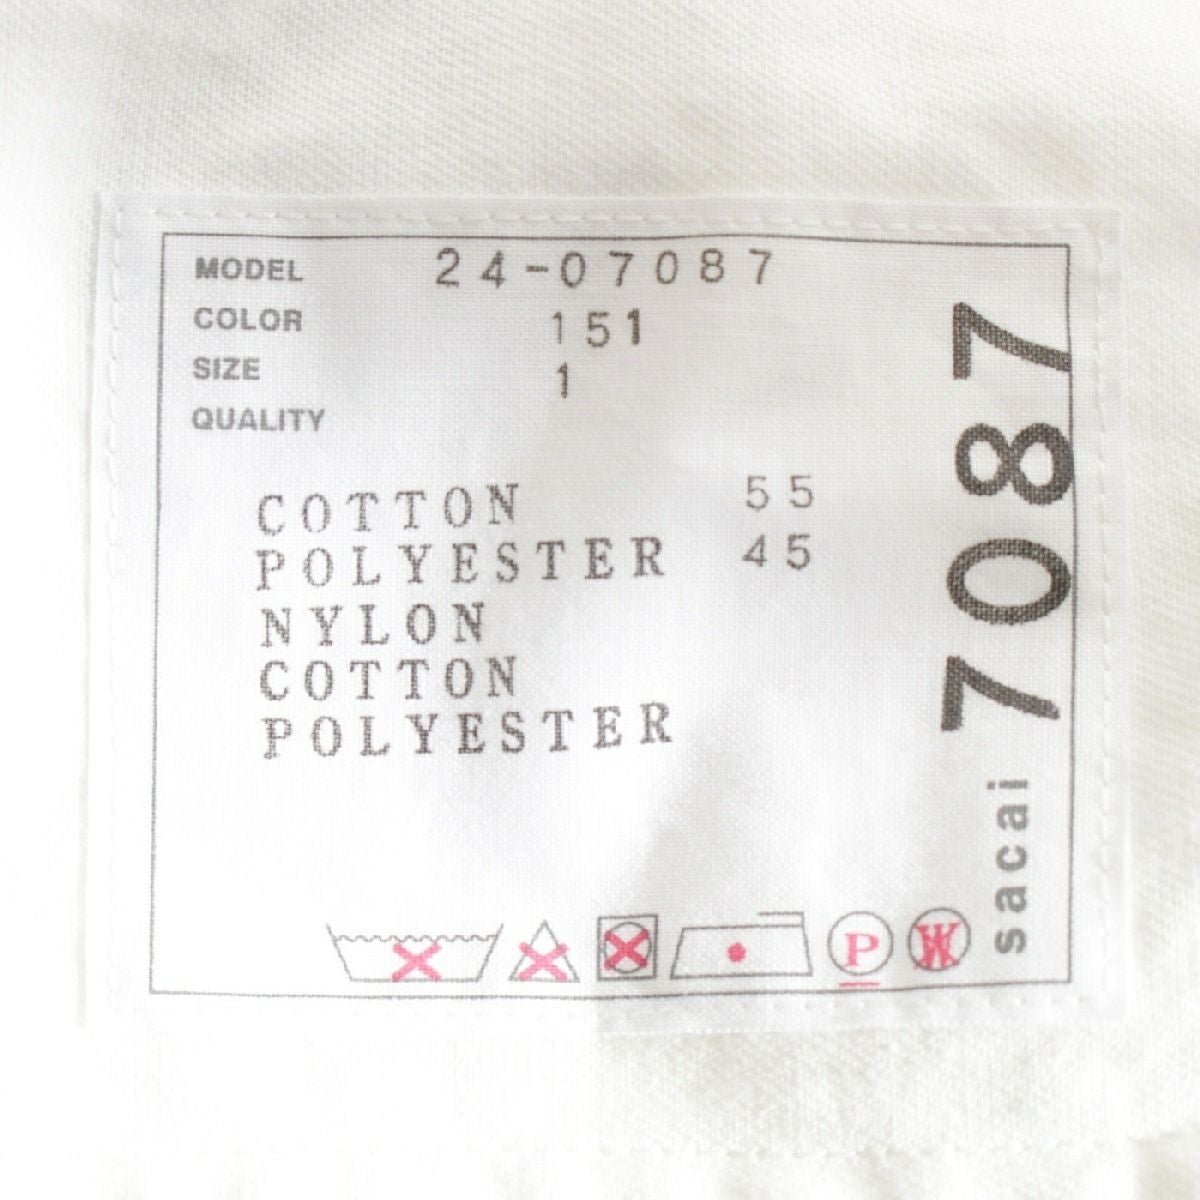 MODEL 24-07087
COLOR 151
SIZE 1
QUALITY
COTTON 55
POLYESTER 45
NYLON
COTTON
POLYESTER
P
W
sacai 7087